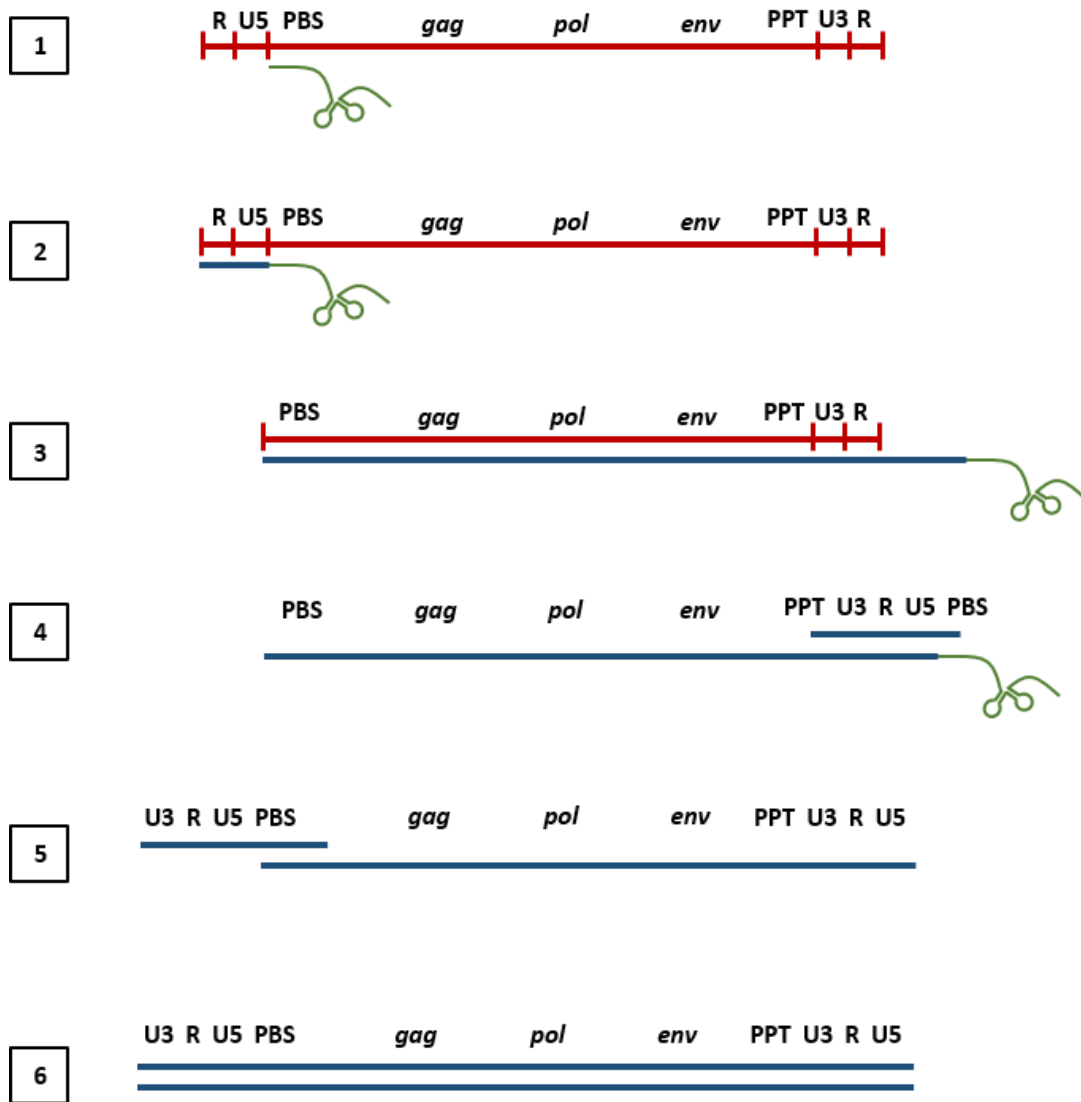 R U5 PBS gag pol env PPT U3 R
1
R U5 PBS gag pol env PPT U3 R
2
PBS gag pol env PPT U3 R
3
PBS gag pol env PPT U3 R U5 PBS
4
U3 R U5 PBS gag pol env PPT U3 R U5
5
U3 R U5 PBS gag pol env PPT U3 R U5
6